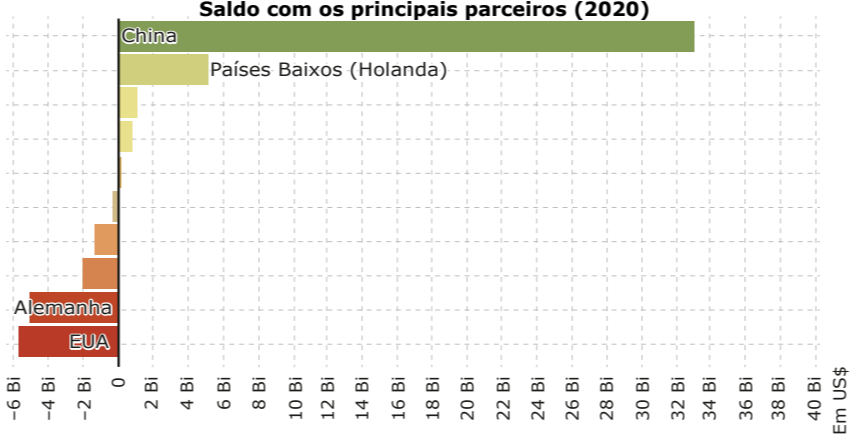 Saldo com os principais parceiros (2020)
China
Países Baixos (Holanda)
Alemanha
EUA
−6 Bi
−4 Bi
−2 Bi
0
2 Bi
4 Bi
6 Bi
8 Bi
10 Bi
12 Bi
14 Bi
16 Bi
18 Bi
20 Bi
22 Bi
24 Bi
26 Bi
28 Bi
30 Bi
32 Bi
34 Bi
36 Bi
38 Bi
40 Bi
Em US$